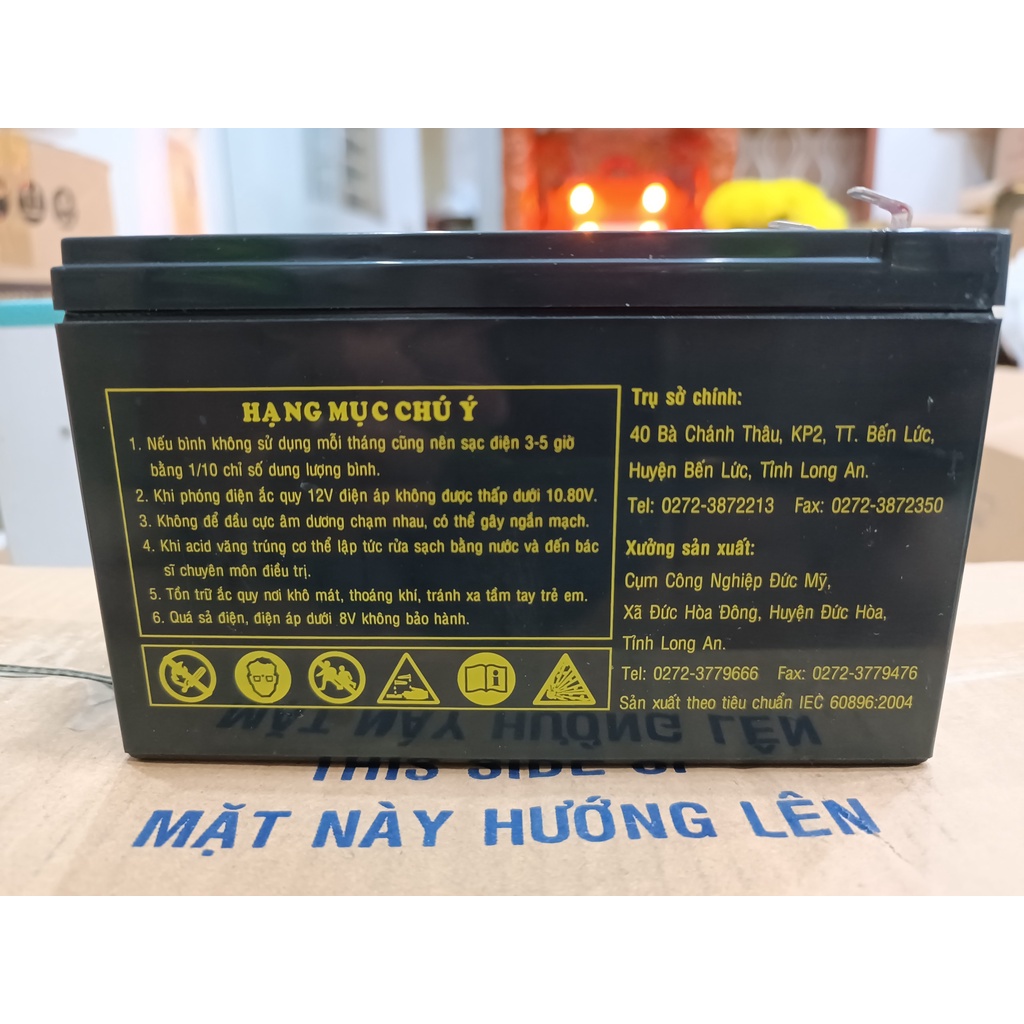 HẠNG MỤC CHÚ Ý
1. Nếu bình không sử dụng mỗi tháng cũng nên sạc điện 3-5 giờ
bằng 1/10 chỉ số dung lượng bình.
2. Khi phóng điện ắc quy 12V điện áp không được thấp dưới 10.80V.
3. Không để đầu cực âm dương chạm nhau, có thể gây ngắn mạch.
4. Khi acid văng trúng cơ thể lập tức rửa sạch bằng nước và đến bác
sĩ chuyên môn điều trị.
5. Tồn trữ ắc quy nơi khô mát, thoáng khí, tránh xa tầm tay trẻ em.
6. Quá sả điện, điện áp dưới 8V không bảo hành.
Trụ sở chính:
40 Bà Chánh Thâu, KP2, TT. Bến Lức,
Huyện Bến Lức, Tỉnh Long An.
Tel: 0272-3872213 Fax: 0272-3872350
Xưởng sản xuất:
Cụm Công Nghiệp Đức Mỹ,
Xã Đức Hòa Đông, Huyện Đức Hòa,
Tỉnh Long An.
Tel: 0272-3779666 Fax: 0272-3779476
Sản xuất theo tiêu chuẩn IEC 60896:2004
THIS SIDE UP
MẶT NÀY HƯỚNG LÊN